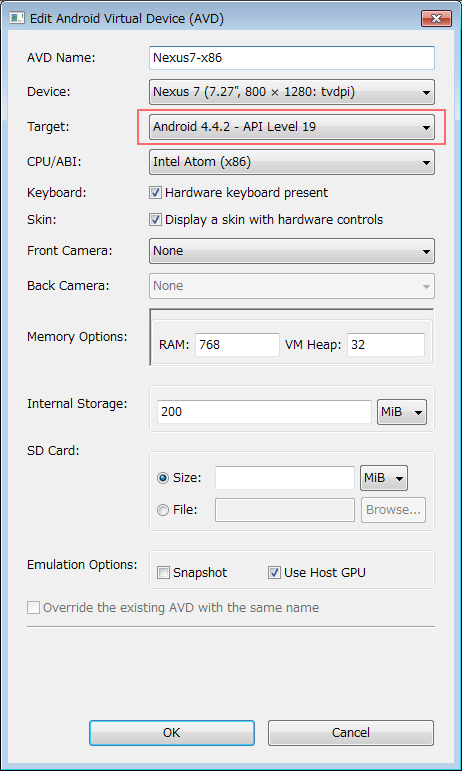 Edit Android Virtual Device (AVD)
AVD Name: Nexus7-x86
Device: Nexus 7 (7.27", 800 × 1280: tvdpi)
Target: Android 4.4.2 - API Level 19
CPU/ABI: Intel Atom (x86)
Keyboard: Hardware keyboard present
Skin: Display a skin with hardware controls
Front Camera: None
Back Camera: None
Memory Options: RAM: 768 VM Heap: 32
Internal Storage: 200 MiB
SD Card:
Size: MiB
File: Browse...
Emulation Options: Snapshot Use Host GPU
Override the existing AVD with the same name
OK Cancel